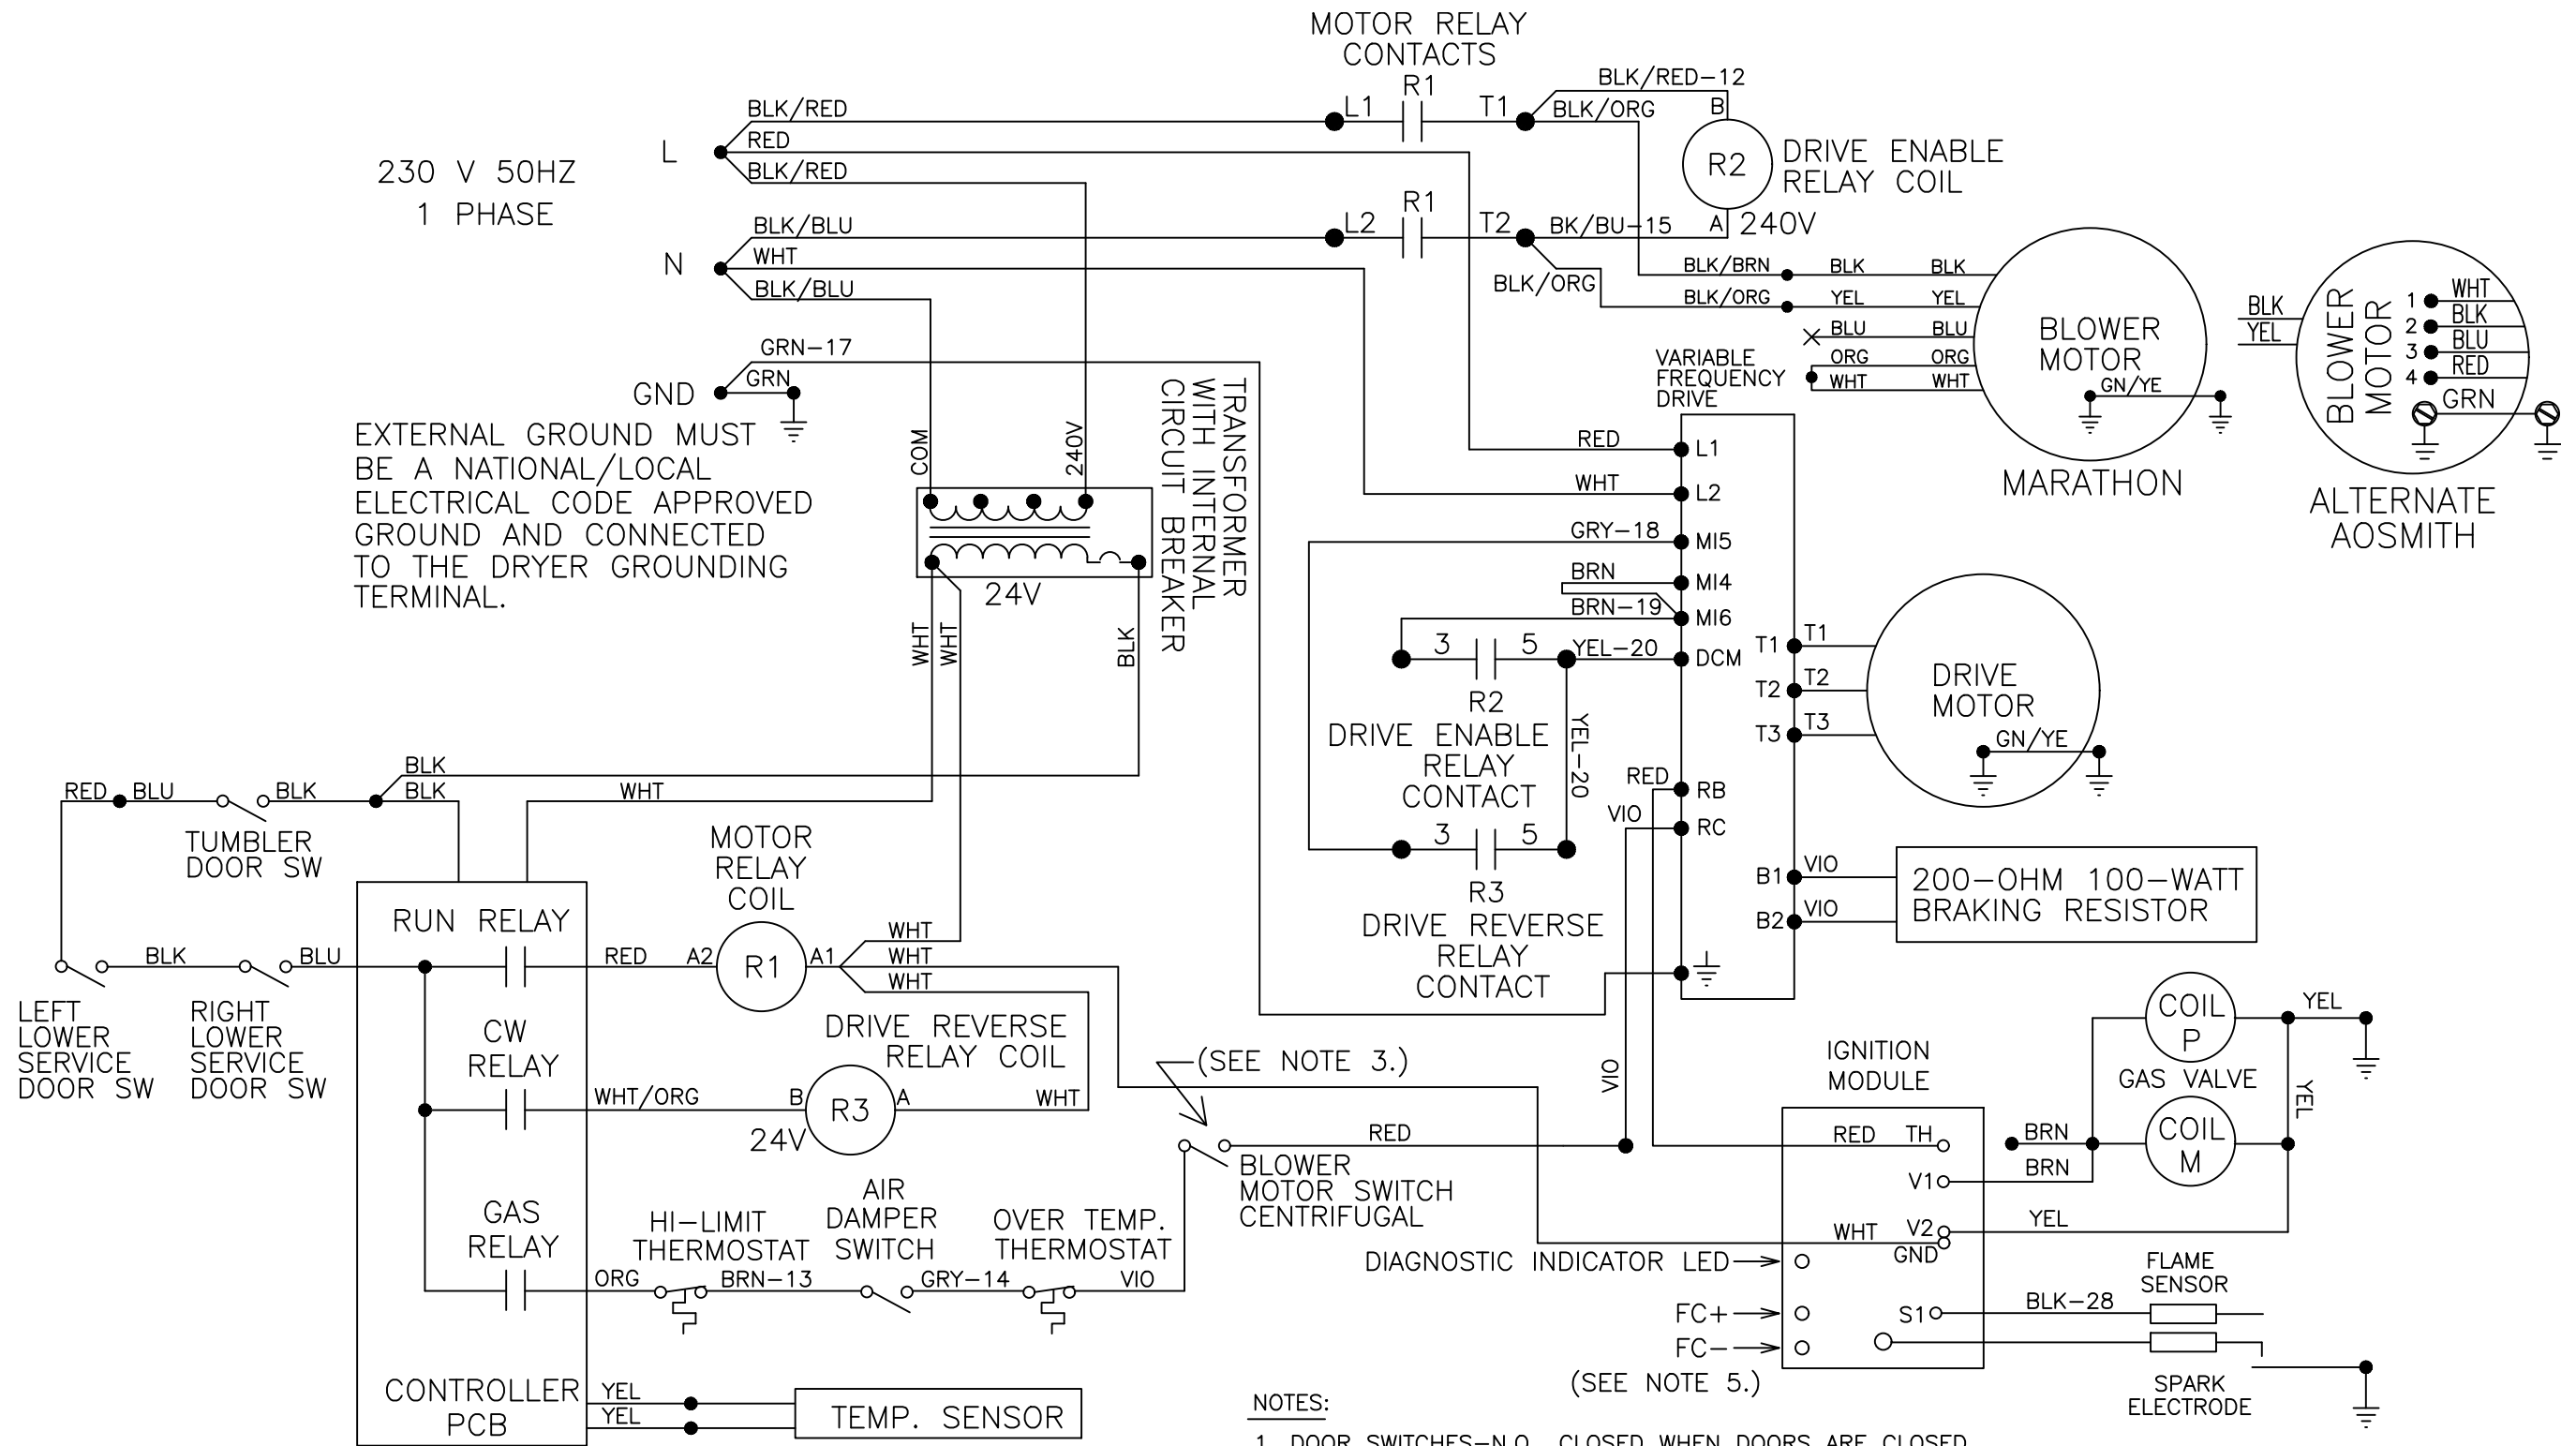 MOTOR RELAY
CONTACTS
R1
BLK/RED-12
BLK/RED
L1
T1
BLK/ORG
B
L
RED
R2
DRIVE ENABLE
RELAY COIL
230 V 50HZ
1 PHASE
BLK/RED
R1
BLK/BLU
L2
T2
BK/BU-15
A
240V
N
WHT
BLK/ORG
BLK/BLU
BLK/BRN
BLK
BLK
BLK/ORG
YEL
YEL
BLU
BLU
ORG
ORG
WHT
WHT
BLOWER
MOTOR
GN/YE
MARATHON
BLK
YEL
BLOWER
MOTOR
1
WHT
2
BLK
3
BLU
4
RED
GRN
ALTERNATE
AOSMITH
GRN-17
GND
GRN
EXTERNAL GROUND MUST
BE A NATIONAL/LOCAL
ELECTRICAL CODE APPROVED
GROUND AND CONNECTED
TO THE DRYER GROUNDING
TERMINAL.
COM
240V
TRANSFORMER
WITH INTERNAL
CIRCUIT BREAKER
24V
WHT
WHT
BLK
VARIABLE
FREQUENCY
DRIVE
RED
L1
WHT
L2
GRY-18
MI5
BRN
MI4
BRN-19
MI6
3
5
YEL-20
DCM
R2
DRIVE ENABLE
RELAY
CONTACT
YEL-20
RED
RB
VIO
RC
3
5
R3
DRIVE REVERSE
RELAY
CONTACT
T1
T1
T2
T2
T3
T3
DRIVE
MOTOR
GN/YE
B1
VIO
B2
VIO
200-OHM 100-WATT
BRAKING RESISTOR
BLK
RED
BLU
BLK
BLK
WHT
TUMBLER
DOOR SW
MOTOR
RELAY
COIL
RUN RELAY
BLK
BLU
RED
A2
R1
A1
WHT
WHT
WHT
LEFT
LOWER
SERVICE
DOOR SW
RIGHT
LOWER
SERVICE
DOOR SW
CW
RELAY
DRIVE REVERSE
RELAY COIL
WHT/ORG
B
R3
A
WHT
24V
(SEE NOTE 3.)
VIO
RED
BLOWER
MOTOR SWITCH
CENTRIFUGAL
GAS
RELAY
HI-LIMIT
THERMOSTAT
AIR
DAMPER
SWITCH
OVER TEMP.
THERMOSTAT
ORG
BRN-13
GRY-14
VIO
IGNITION
MODULE
COIL
P
YEL
GAS VALVE
COIL
M
YEL
RED
TH
BRN
V1
BRN
WHT
V2
YEL
GND
DIAGNOSTIC INDICATOR LED
FC+
FC-
(SEE NOTE 5.)
S1
BLK-28
FLAME
SENSOR
SPARK
ELECTRODE
CONTROLLER
PCB
YEL
YEL
TEMP. SENSOR
NOTES:
1. DOOR SWITCHES-N.O., CLOSED WHEN DOORS ARE CLOSED.